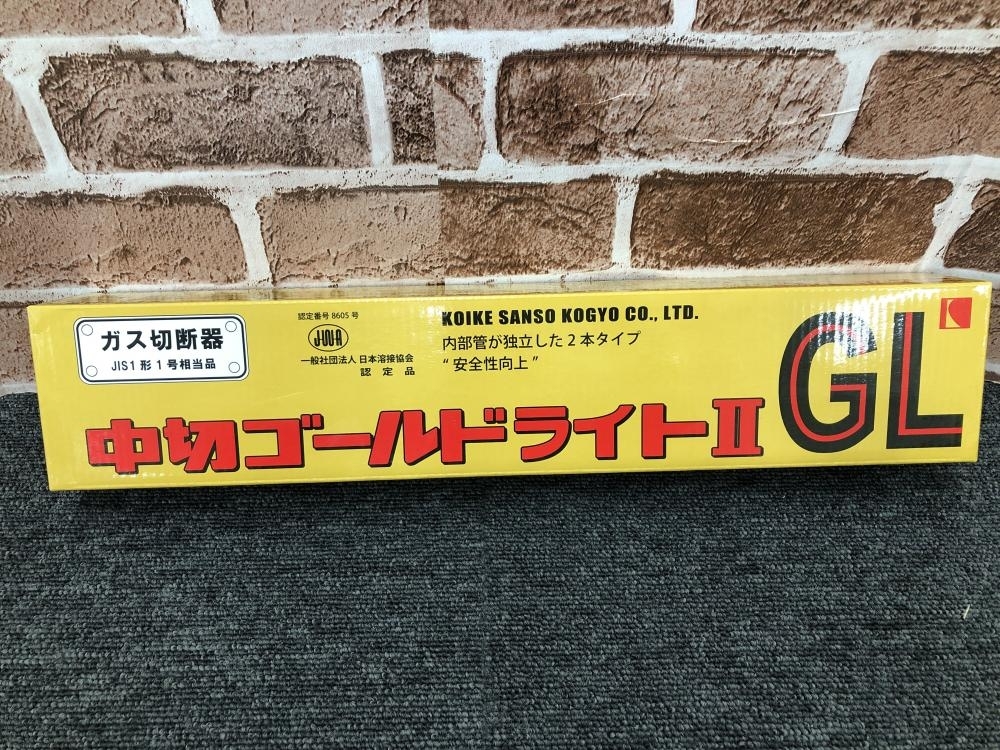 ガス切断器
JIS1形1号相当品
認定番号 8605 号
JWA
一般社団法人 日本溶接協会
認定品
KOIKE SANSO KOGYO CO., LTD.
内部管が独立した2本タイプ
“安全性向上”
中切ゴールドライトⅡ
GL